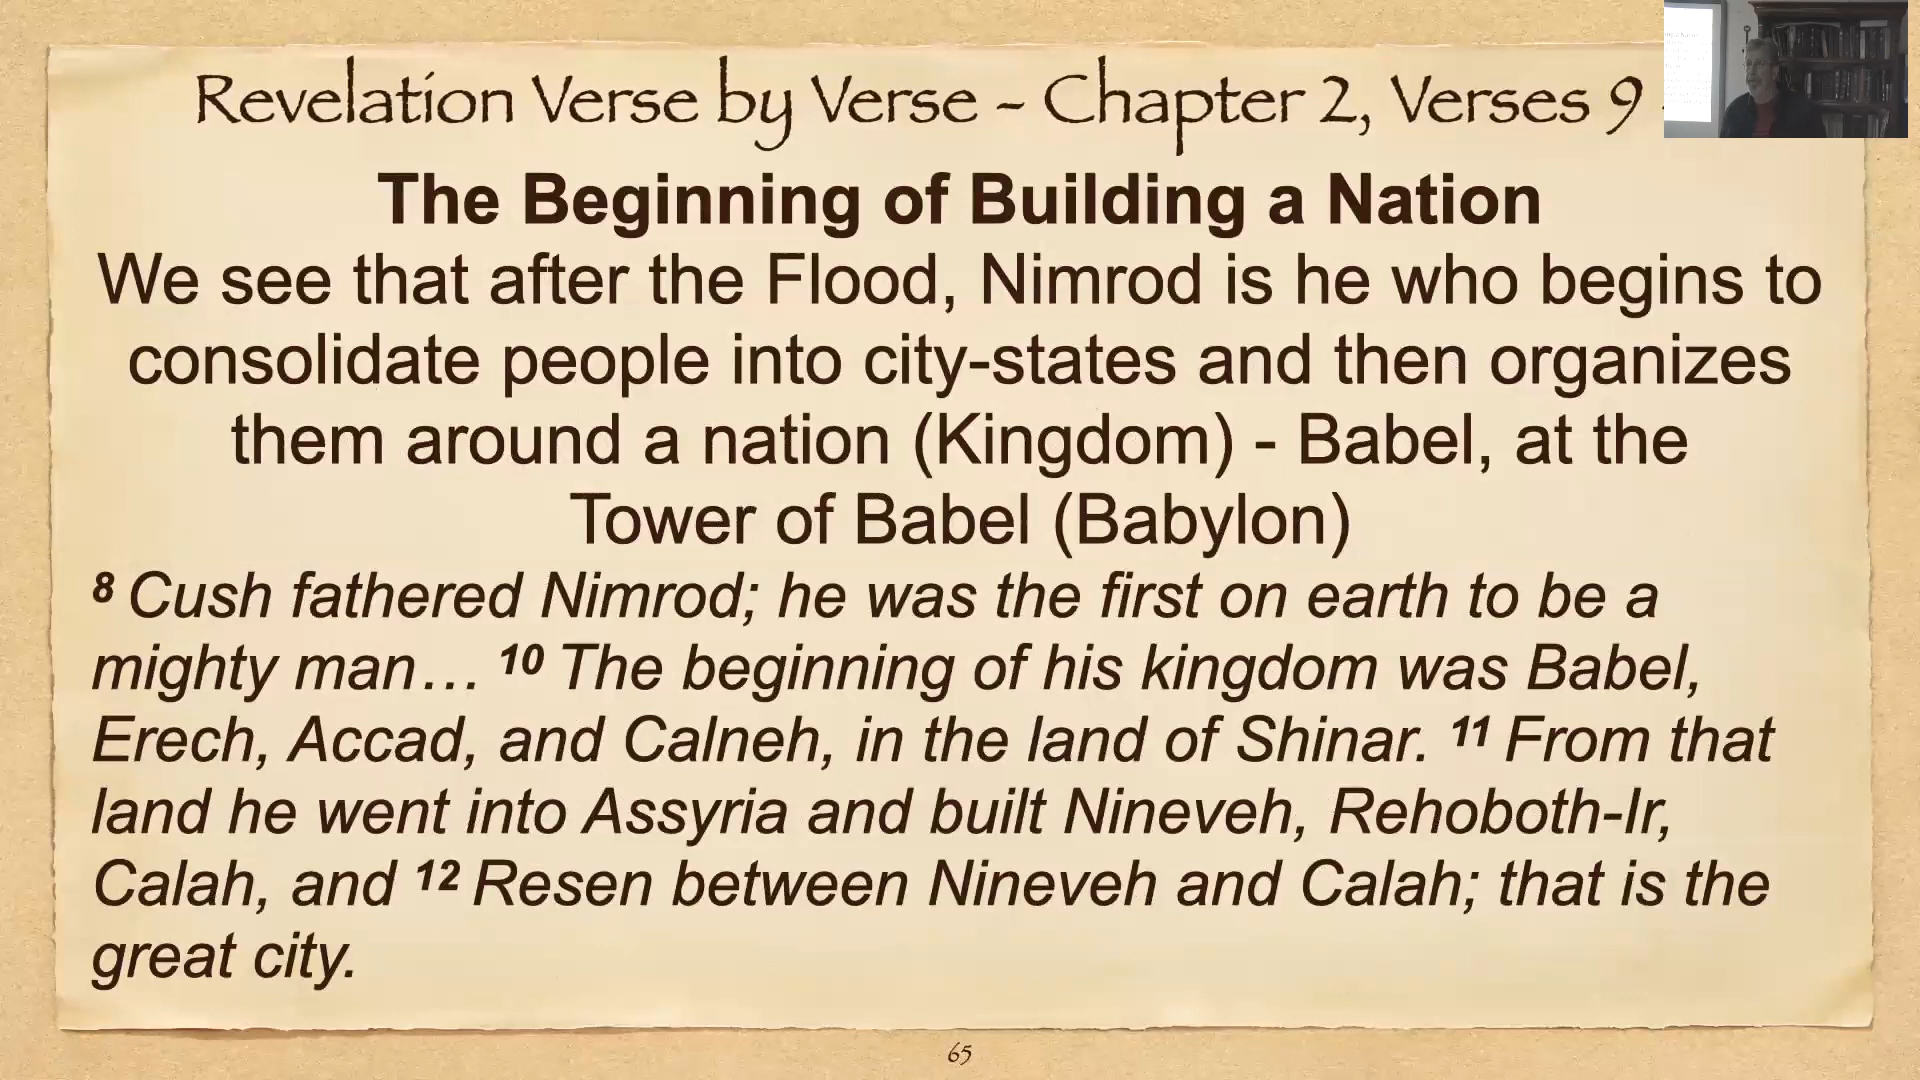 Revelation Verse by Verse - Chapter 2, Verses 9
The Beginning of Building a Nation
We see that after the Flood, Nimrod is he who begins to
consolidate people into city-states and then organizes
them around a nation (Kingdom) - Babel, at the
Tower of Babel (Babylon)
8 Cush fathered Nimrod; he was the first on earth to be a
mighty man… 10 The beginning of his kingdom was Babel,
Erech, Accad, and Calneh, in the land of Shinar. 11 From that
land he went into Assyria and built Nineveh, Rehoboth-Ir,
Calah, and 12 Resen between Nineveh and Calah; that is the
great city.
65